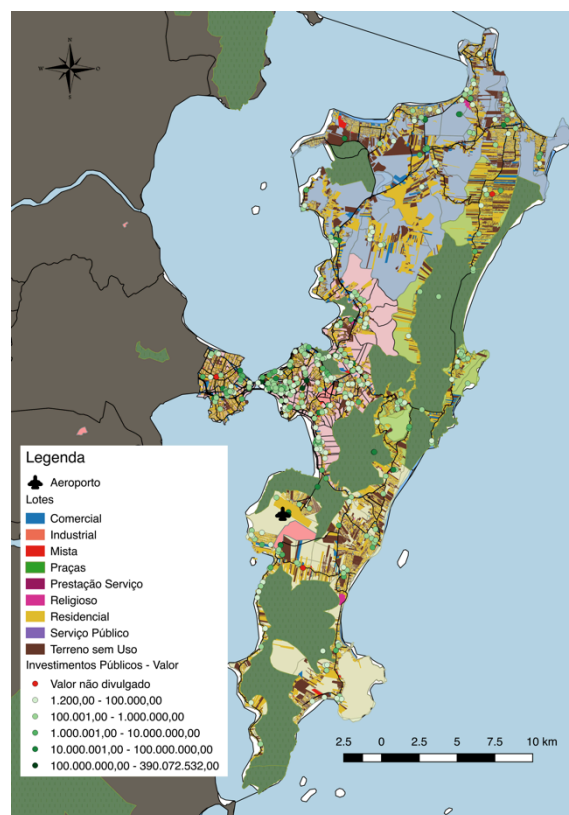 N
W
O
S
Legenda
Aeroporto
Lotes
Comercial
Industrial
Mista
Praças
Prestação Serviço
Religioso
Residencial
Serviço Público
Terreno sem Uso
Investimentos Públicos - Valor
Valor não divulgado
1.200,00 - 100.000,00
100.001,00 - 1.000.000,00
1.000.001,00 - 10.000.000,00
10.000.001,00 - 100.000.000,00
100.000.000,00 - 390.072.532,00
2.5 0 2.5 5 7.5 10 km